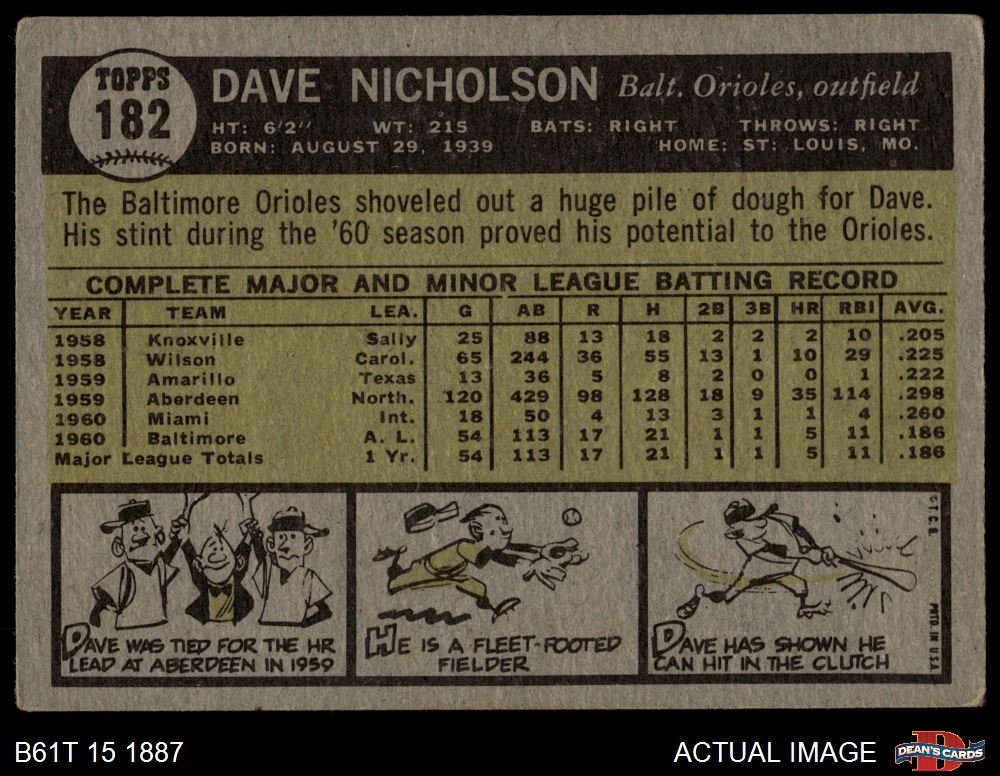 TOPPS
182
DAVE NICHOLSON Balt. Orioles, outfield
HT: 6'2" WT: 215 BATS: RIGHT THROWS: RIGHT
BORN: AUGUST 29, 1939 HOME: ST: LOUIS, MO.
The Baltimore Orioles shoveled out a huge pile of dough for Dave.
His stint during the '60 season proved his potential to the Orioles.
COMPLETE MAJOR AND MINOR LEAGUE BATTING RECORD
YEAR TEAM LEA. G AB R H 2B 3B HR RBI AVG.
1958 Knoxville Sally 25 88 13 18 2 2 2 10 .205
1958 Wilson Carol. 65 244 36 55 13 1 10 29 .225
1959 Amarillo Texas 13 36 5 8 2 0 0 1 .222
1959 Aberdeen North. 120 429 98 128 18 9 35 114 .298
1960 Miami Int. 18 50 4 13 3 1 1 4 .260
1960 Baltimore A. L. 54 113 17 21 1 1 5 11 .186
Major League Totals 1 Yr. 54 113 17 21 1 1 5 11 .186
DAVE WAS TIED FOR THE HR
LEAD AT ABERDEEN IN 1959
HE IS A FLEET-FOOTED
FIELDER
DAVE HAS SHOWN HE
CAN HIT IN THE CLUTCH
©T.C.G. PRTD. IN U.S.A.
B61T 15 1887
ACTUAL IMAGE
DEAN'S CARDS